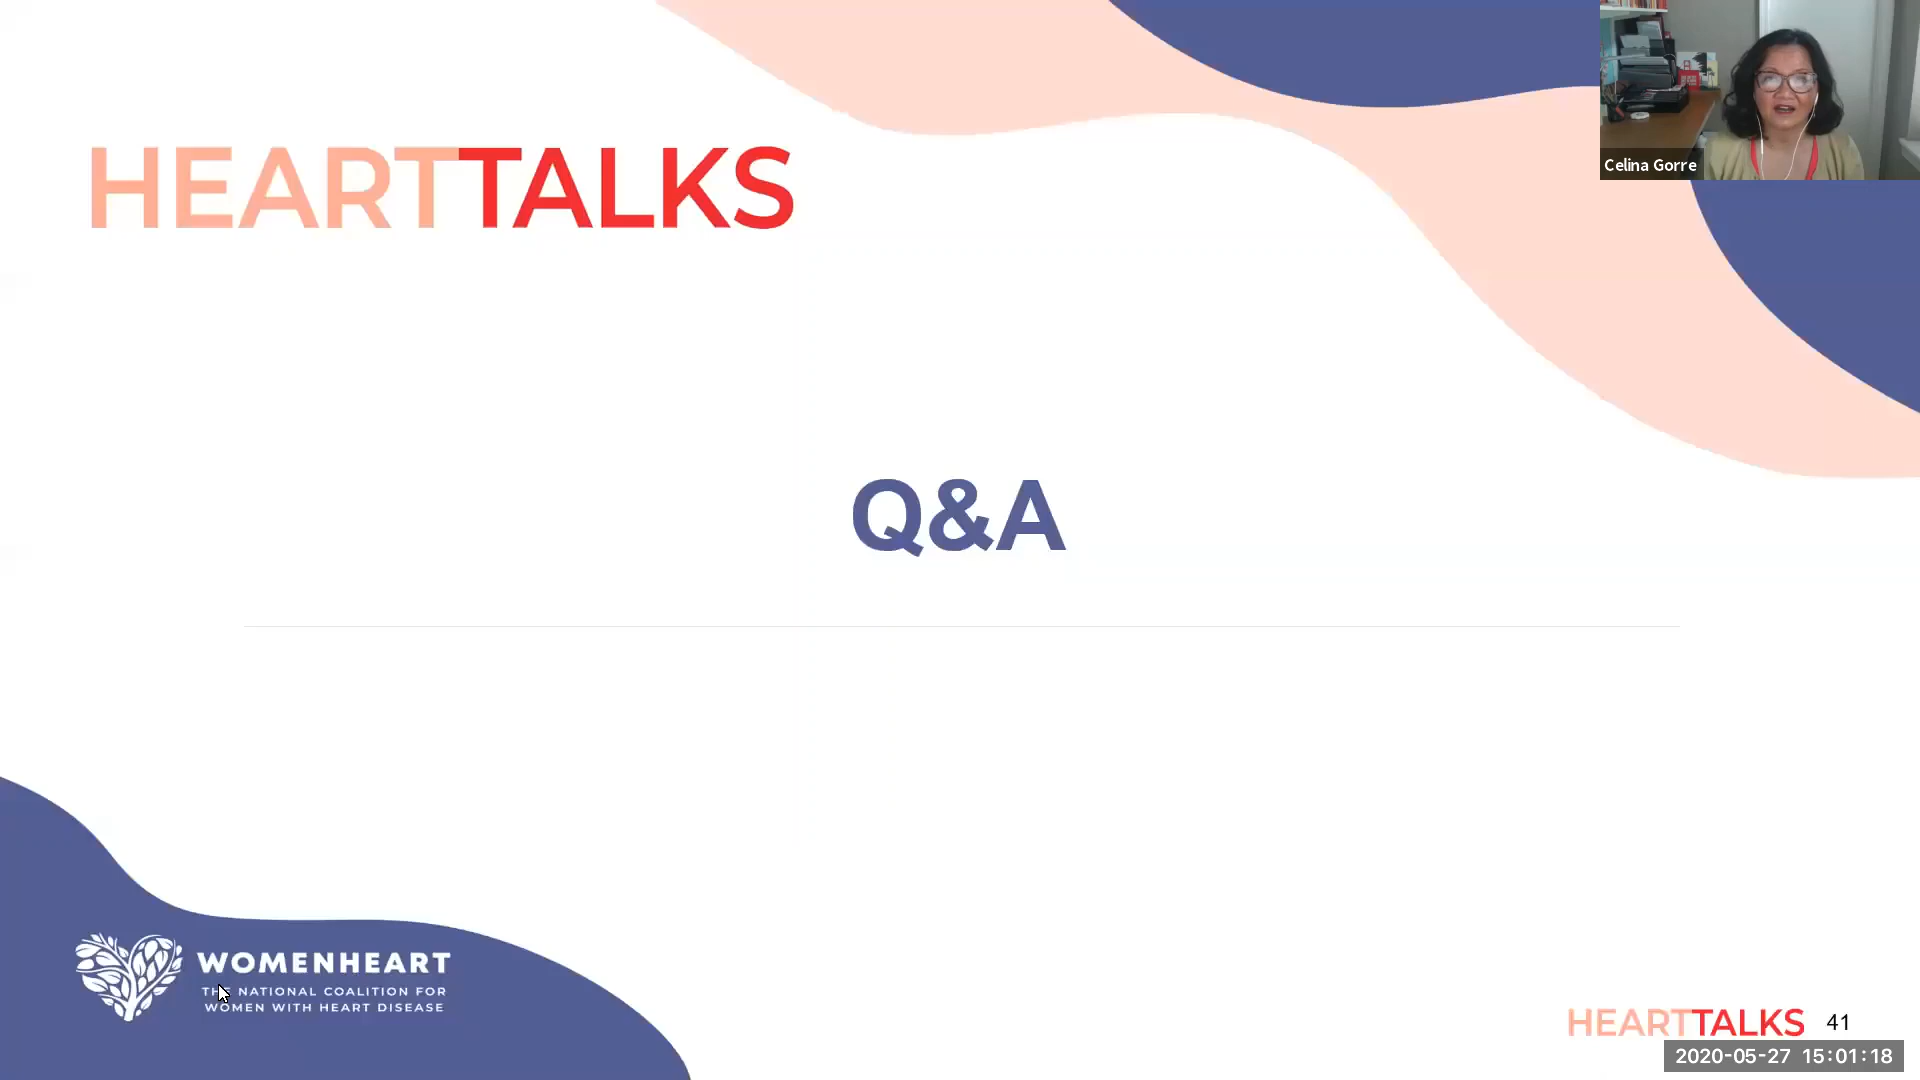 HEARTTALKS
Celina Gorre
Q&A
WOMENHEART
THE NATIONAL COALITION FOR
WOMEN WITH HEART DISEASE
HEARTTALKS 41
2020-05-27 15:01:18